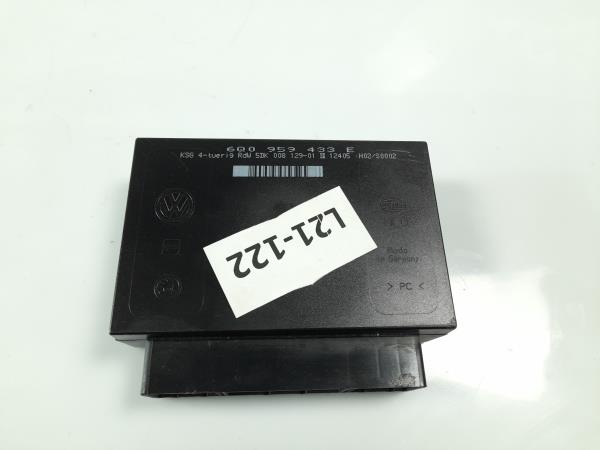 6Q0 959 433 E
KSG 4-tuerig RdW 5DK 008 129-01 12405 H02/S0002
L21-122
Made
in Germany
> PC <